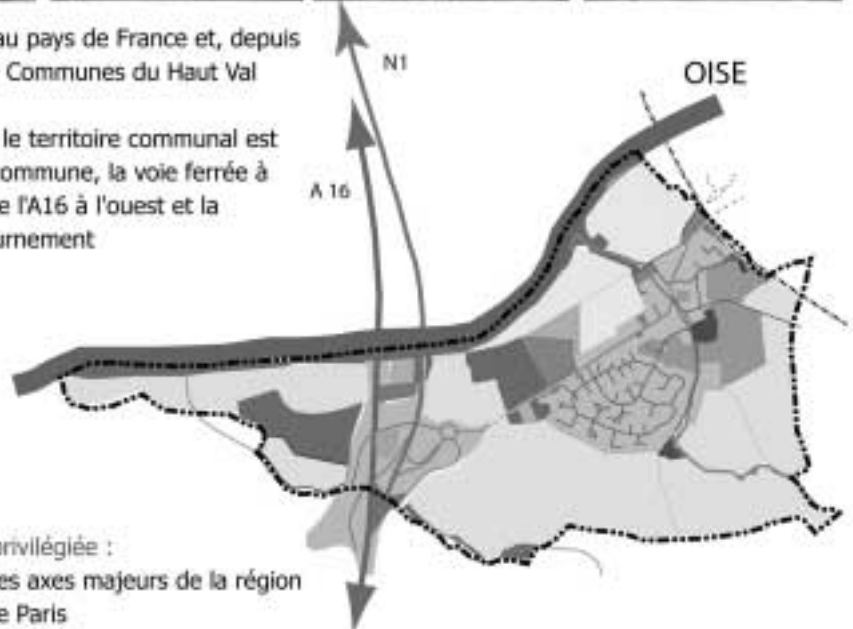 au pays de France et, depuis
Communes du Haut Val
le territoire communal est
ommune, la voie ferrée à
e l'A16 à l'ouest et la
urnement
N1
OISE
A 16
rivilégiée :
es axes majeurs de la région
e Paris